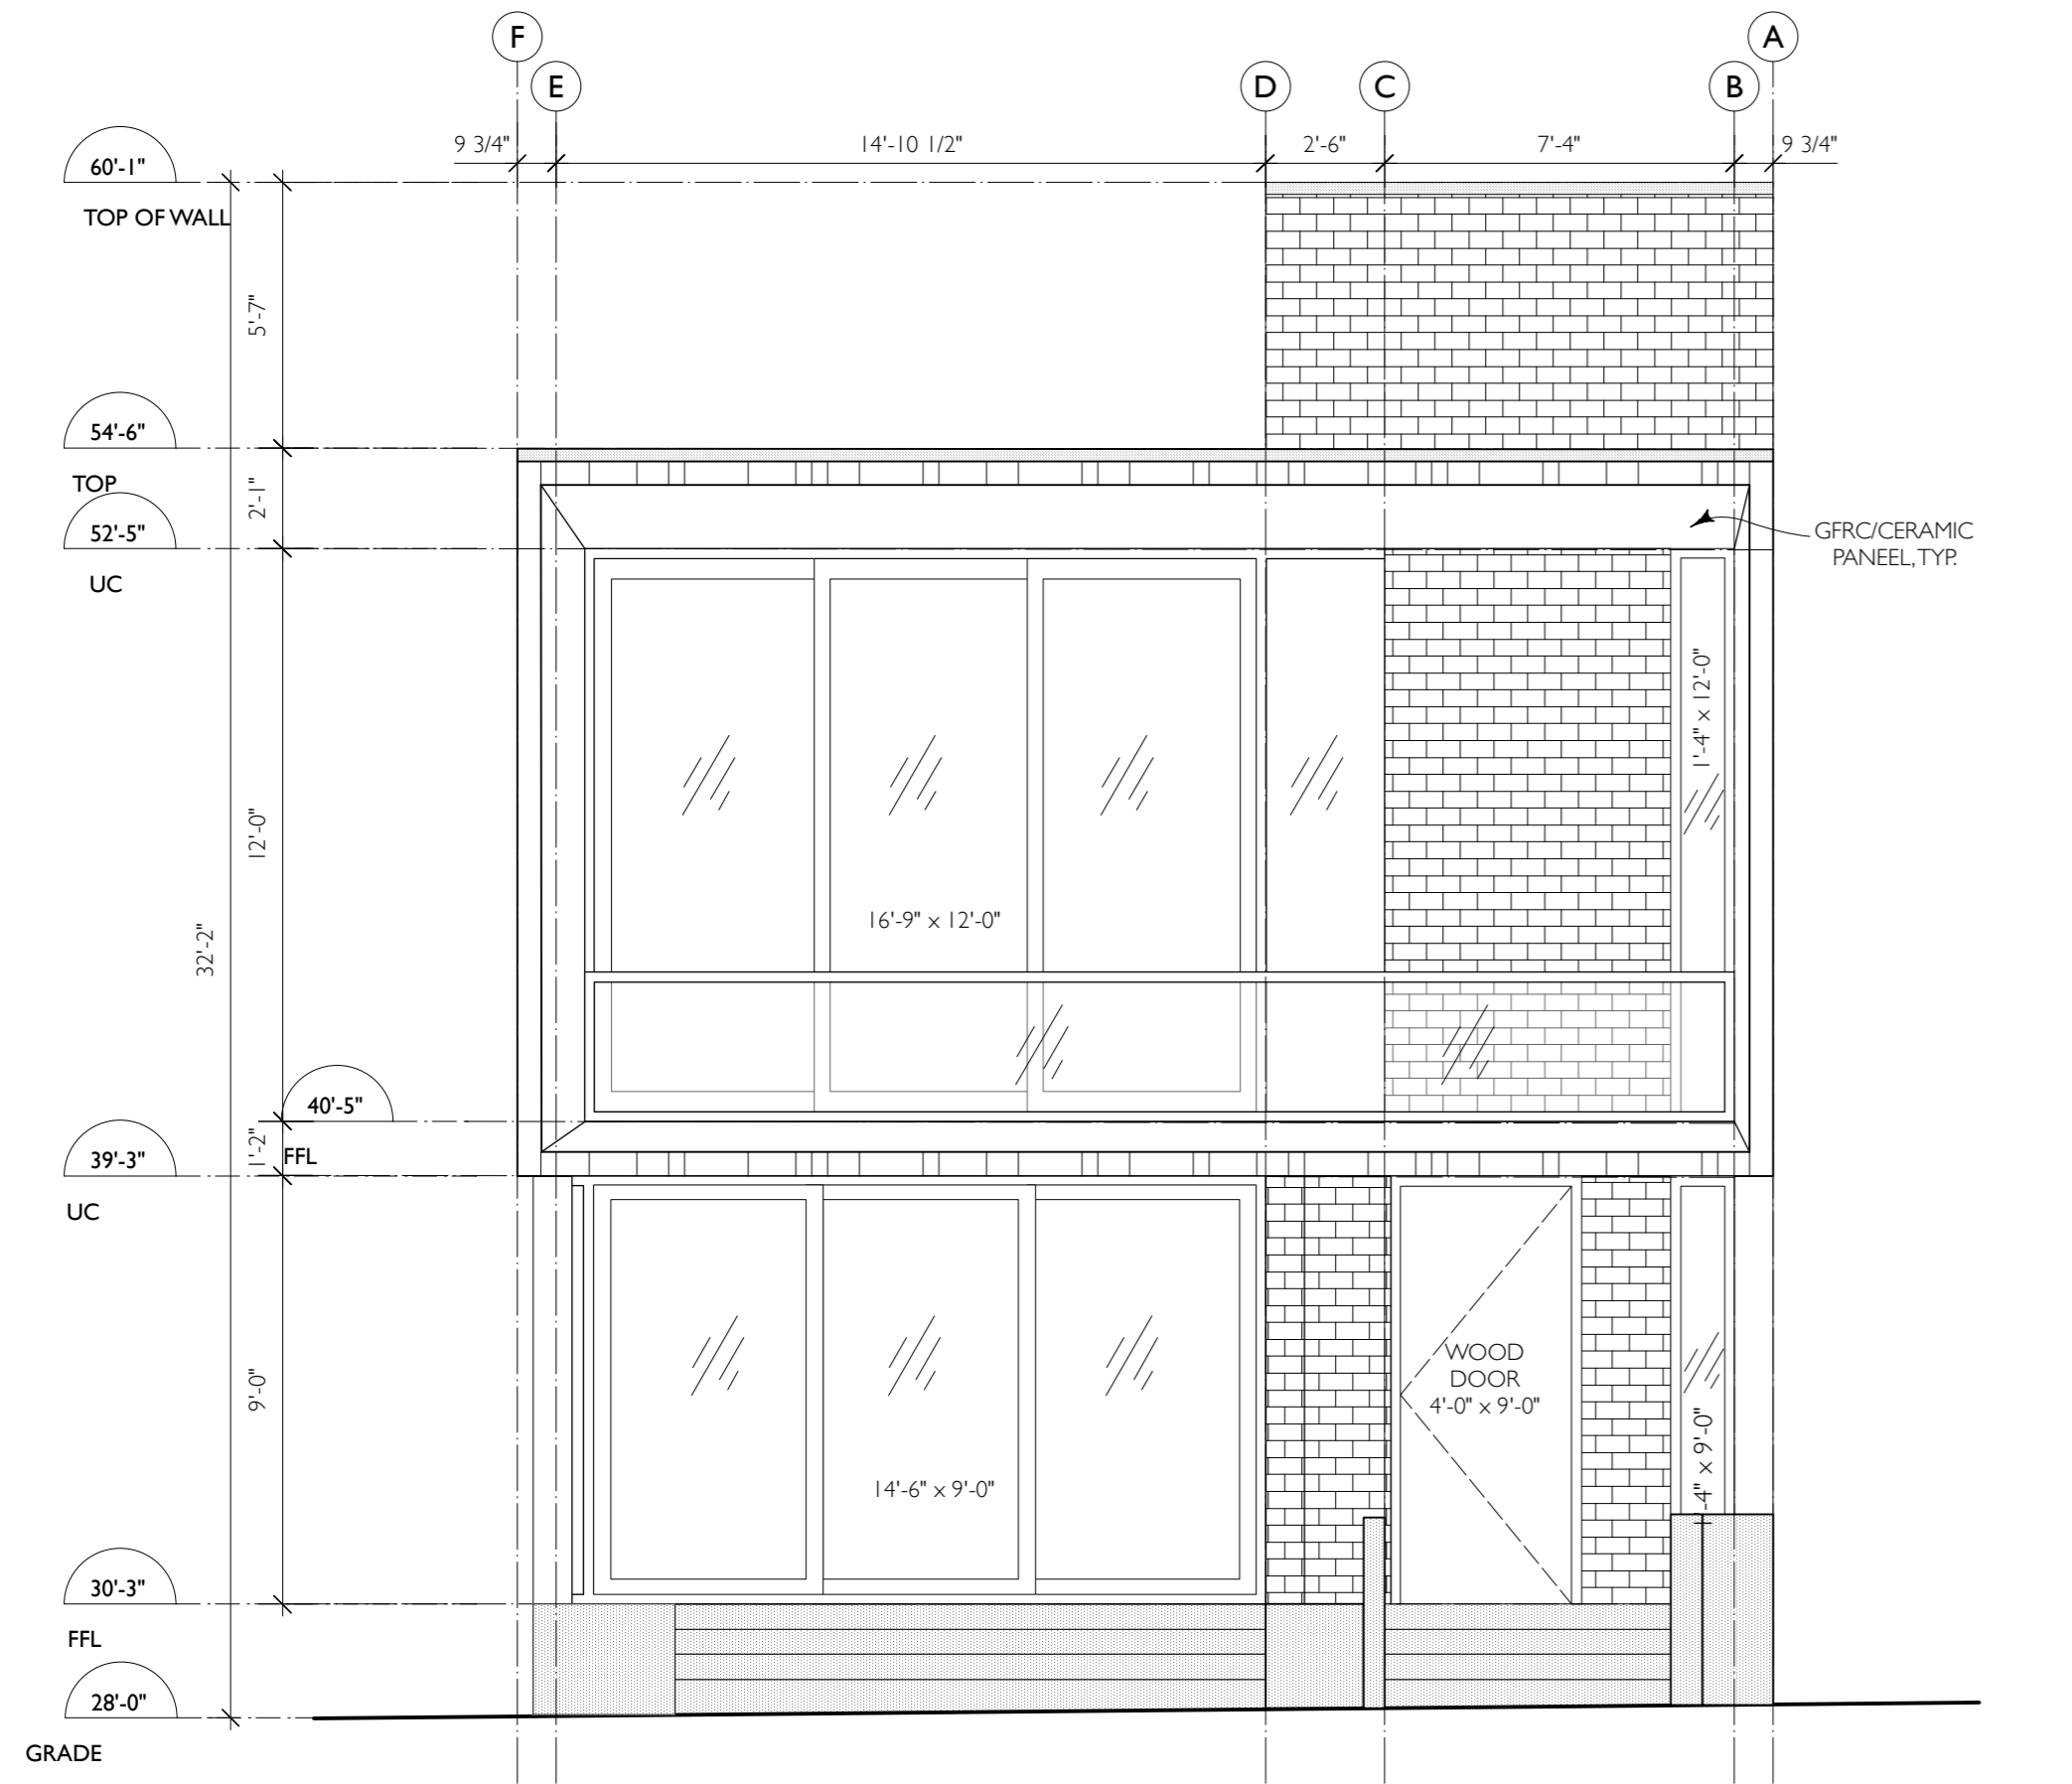 F
A
E
D
C
B
9 3/4"
14'-10 1/2"
2'-6"
7'-4"
9 3/4"
60'-1"
TOP OF WALL
5'-7"
54'-6"
TOP
2'-1"
52'-5"
UC
GFRC/CERAMIC
PANEEL, TYP.
1'-4" x 12'-0"
12'-0"
16'-9" x 12'-0"
32'-2"
40'-5"
FFL
1'-2"
39'-3"
UC
9'-0"
WOOD
DOOR
4'-0" x 9'-0"
14'-6" x 9'-0"
-4" x 9'-0"
30'-3"
FFL
28'-0"
GRADE